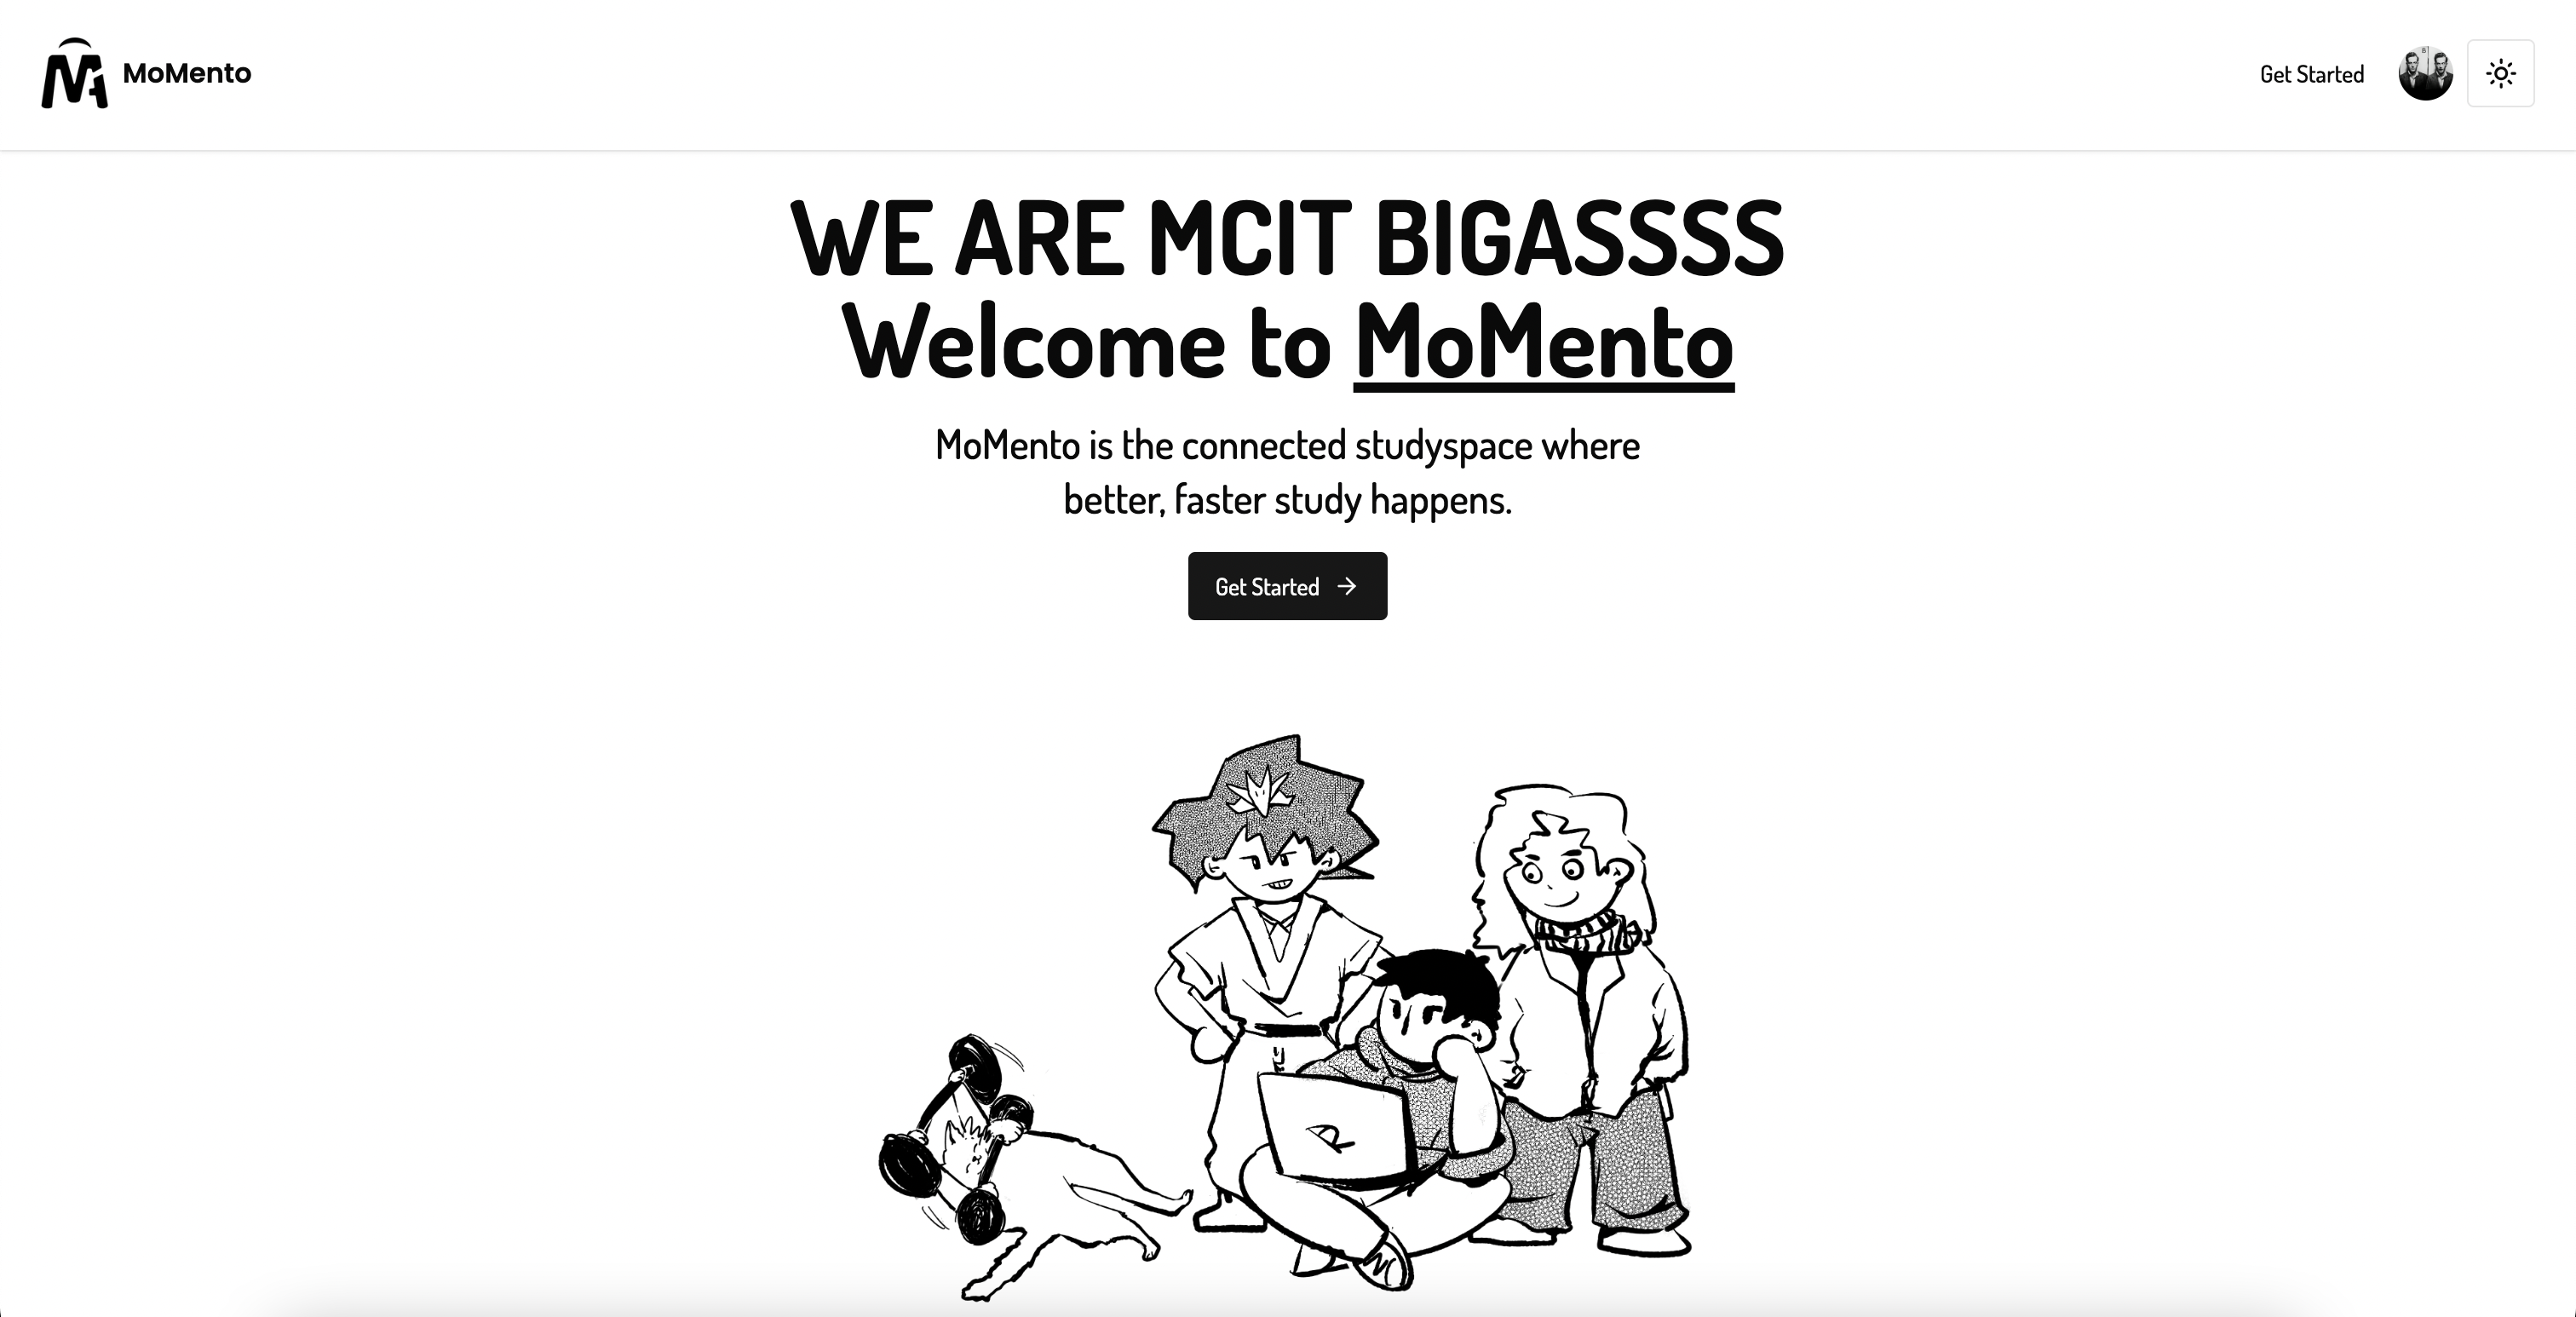 MoMento
Get Started
WE ARE MCIT BIGASSSS
Welcome to MoMento
MoMento is the connected studyspace where
better, faster study happens.
Get Started